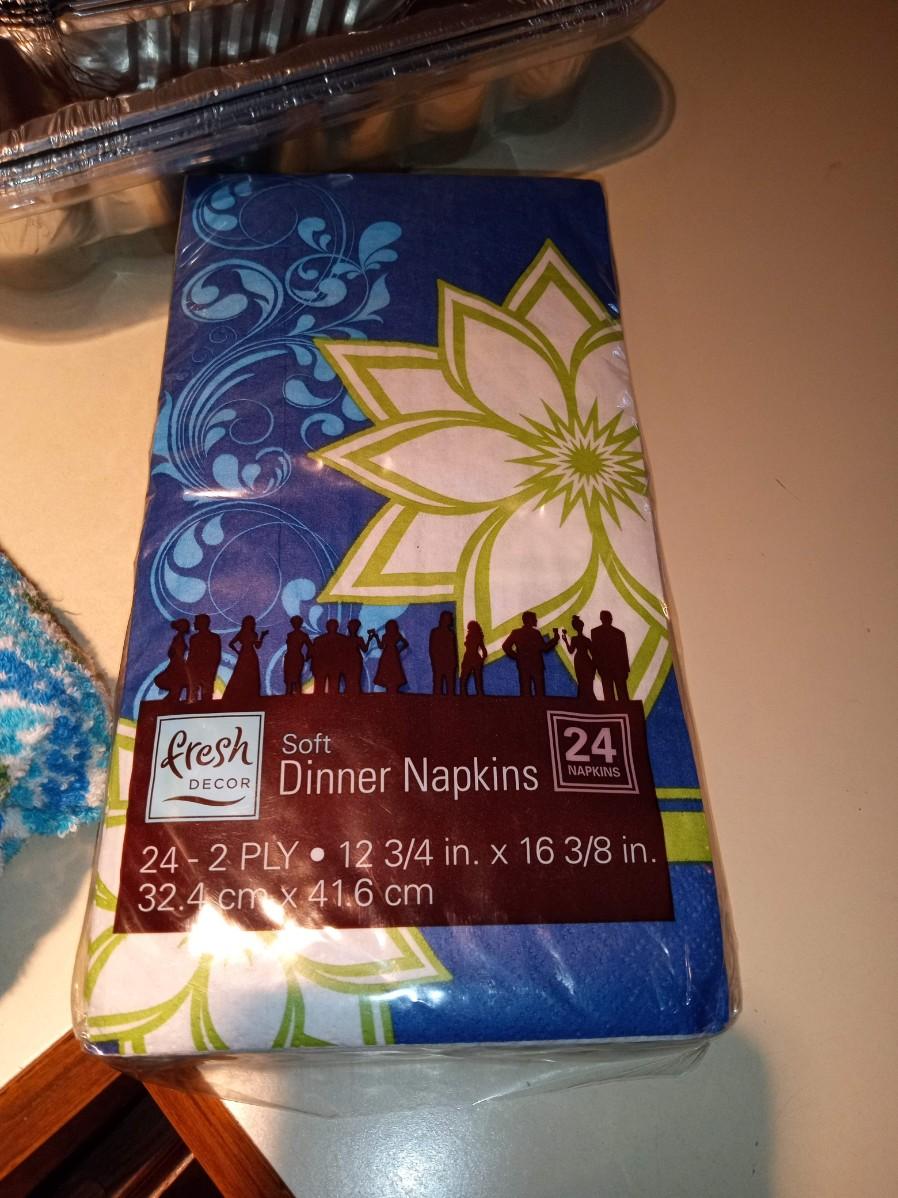 fresh
DECOR
Soft
Dinner Napkins
24
NAPKINS
24 - 2 PLY • 12 3/4 in. x 16 3/8 in.
32.4 cm x 41.6 cm